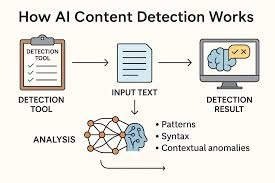 How AI Content Detection Works
DETECTION
TOOL
DETECTION
TOOL
INPUT TEXT
DETECTION
RESULT
ANALYSIS
• Patterns
• Syntax
• Contextual anomalies